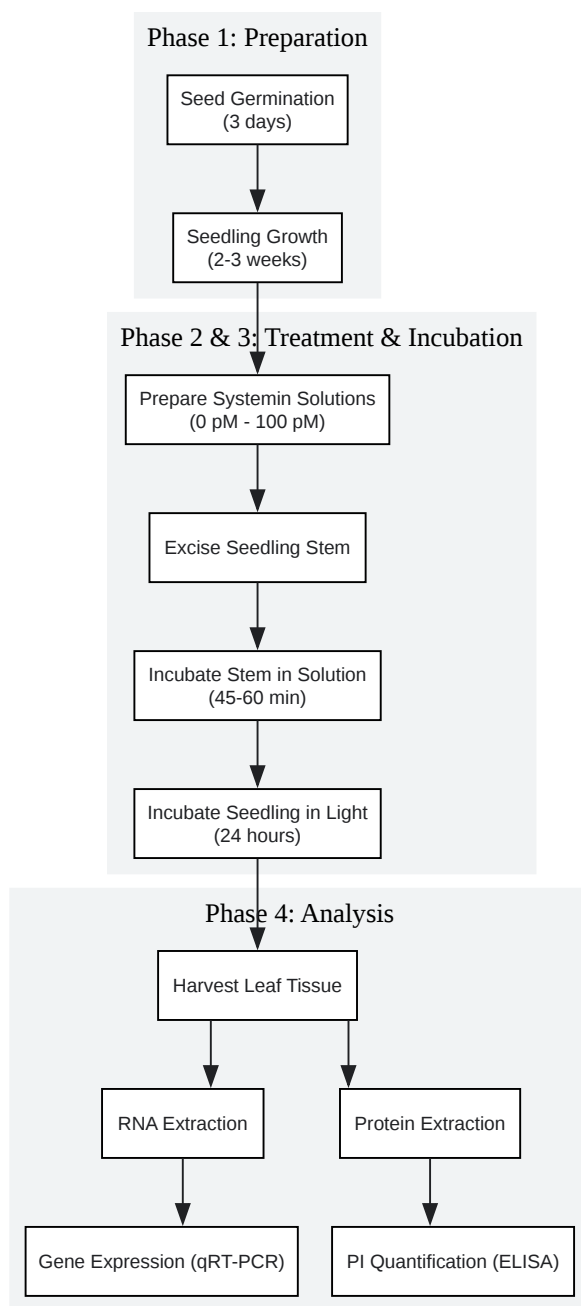 Phase 1: Preparation
Seed Germination
(3 days)
Seedling Growth
(2-3 weeks)
Phase 2 & 3: Treatment & Incubation
Prepare Systemin Solutions
(0 pM - 100 pM)
Excise Seedling Stem
Incubate Stem in Solution
(45-60 min)
Incubate Seedling in Light
(24 hours)
Phase 4: Analysis
Harvest Leaf Tissue
RNA Extraction
Protein Extraction
Gene Expression (qRT-PCR)
PI Quantification (ELISA)